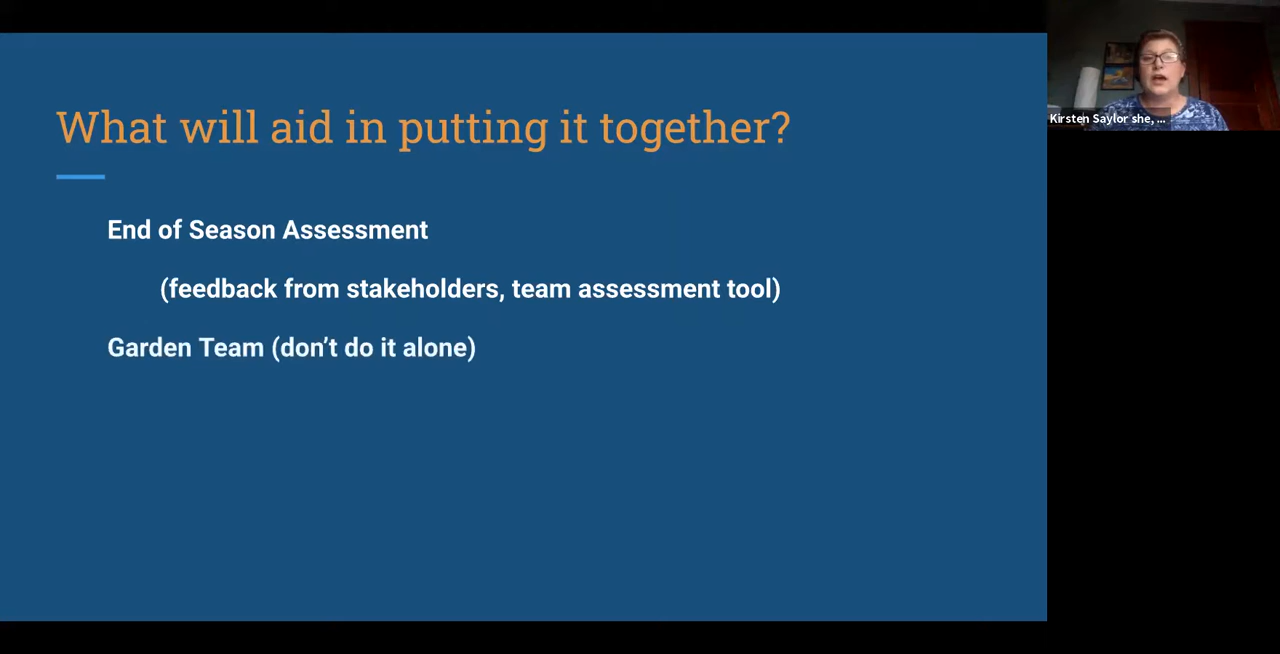 What will aid in putting it together?
End of Season Assessment
(feedback from stakeholders, team assessment tool)
Garden Team (don’t do it alone)
Kirsten Saylor she, ...